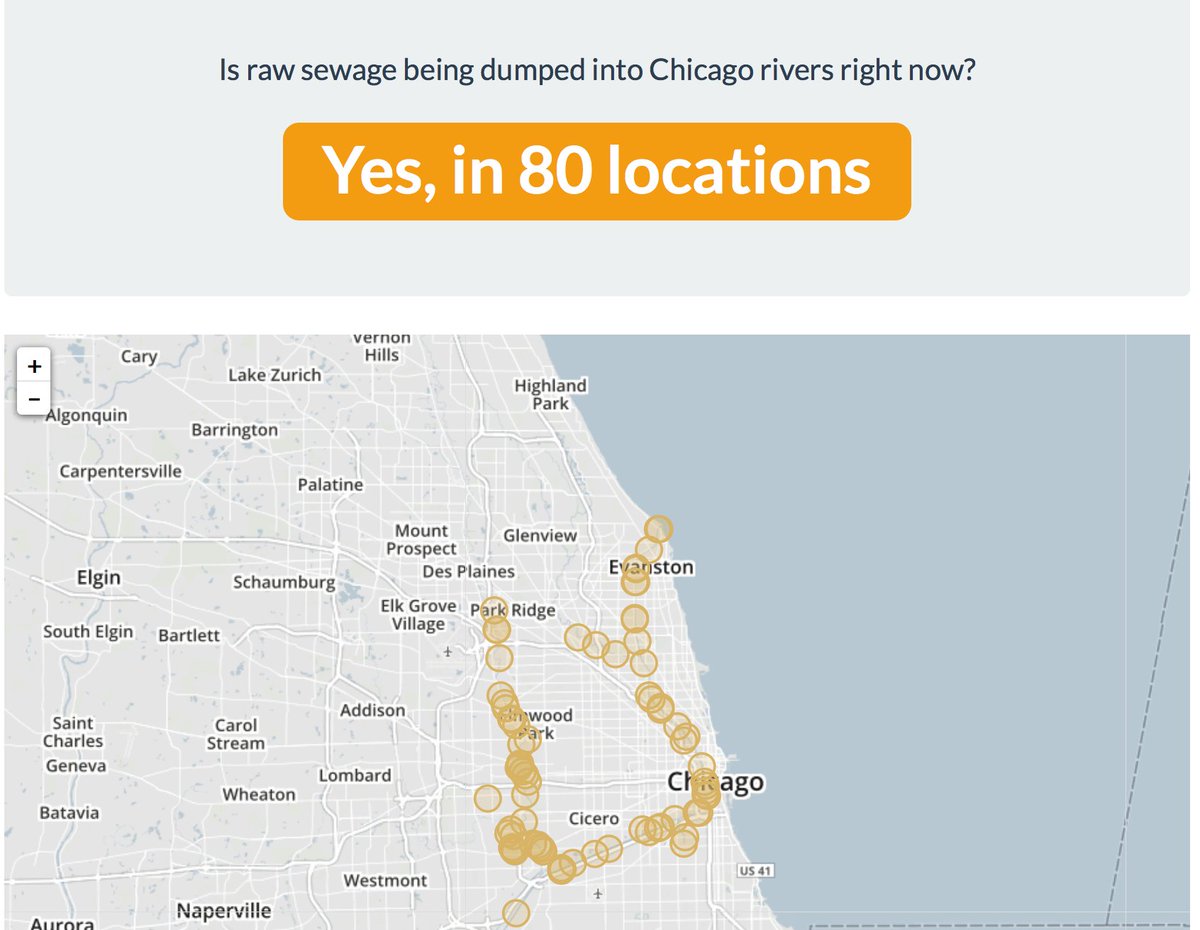 Is raw sewage being dumped into Chicago rivers right now?
Yes, in 80 locations
+
−
Vernon
Hills
Cary
Lake Zurich
Highland
Park
Algonquin
Barrington
Carpentersville
Palatine
Mount
Prospect
Glenview
Des Plaines
Evanston
Elgin
Schaumburg
Elk Grove
Village
Park Ridge
South Elgin
Bartlett
Addison
Elmwood
Park
Saint
Charles
Carol
Stream
Geneva
Lombard
Chicago
Wheaton
Batavia
Cicero
US 41
Westmont
Naperville
Aurora